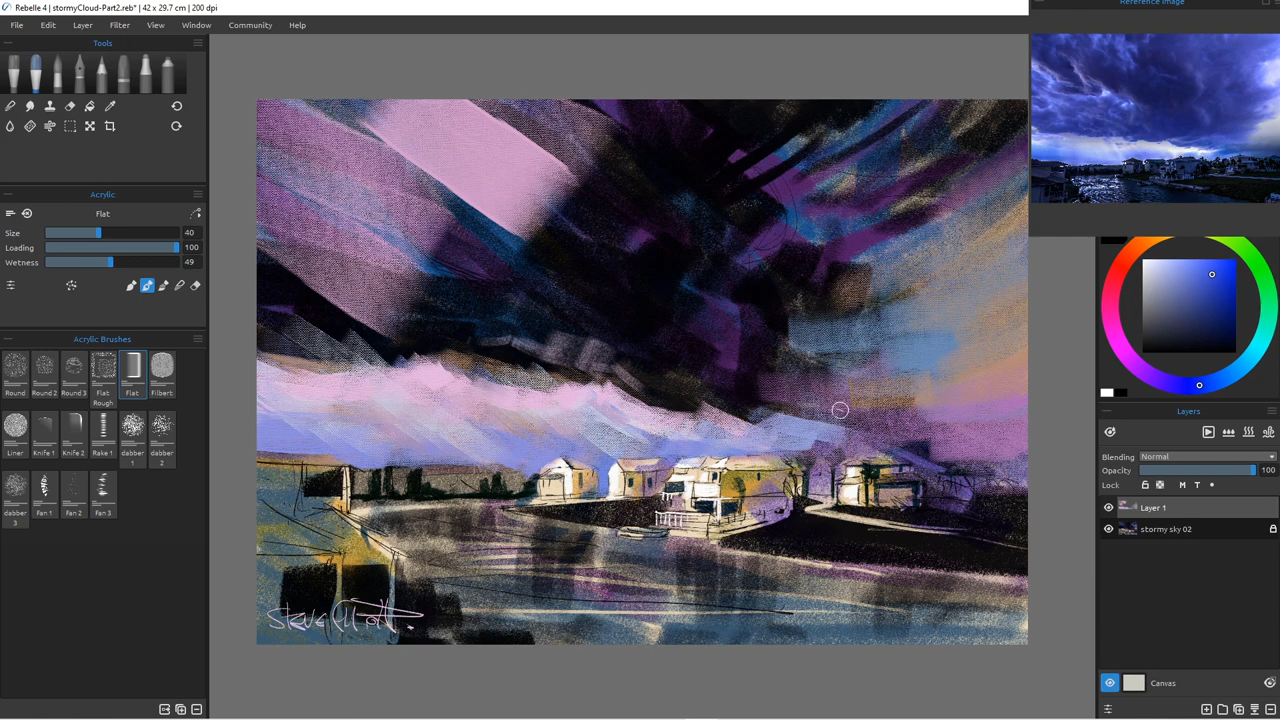 Rebelle 4 | stormyCloud-Part2.reb* | 42 x 29.7 cm | 200 dpi
Reference Image
File Edit Layer Filter View Window Community Help
Tools
Acrylic
Flat
Size 40
Loading 100
Wetness 49
Acrylic Brushes
Round Round 2 Round 3 Flat Rough Flat Filbert
Liner Knife 1 Knife 2 Rake 1 dabber 1 dabber 2
dabber 3 Fan 1 Fan 2 Fan 3
Steve Elliott
Layers
Blending Normal
Opacity 100
Lock M T
Layer 1
stormy sky 02
Canvas